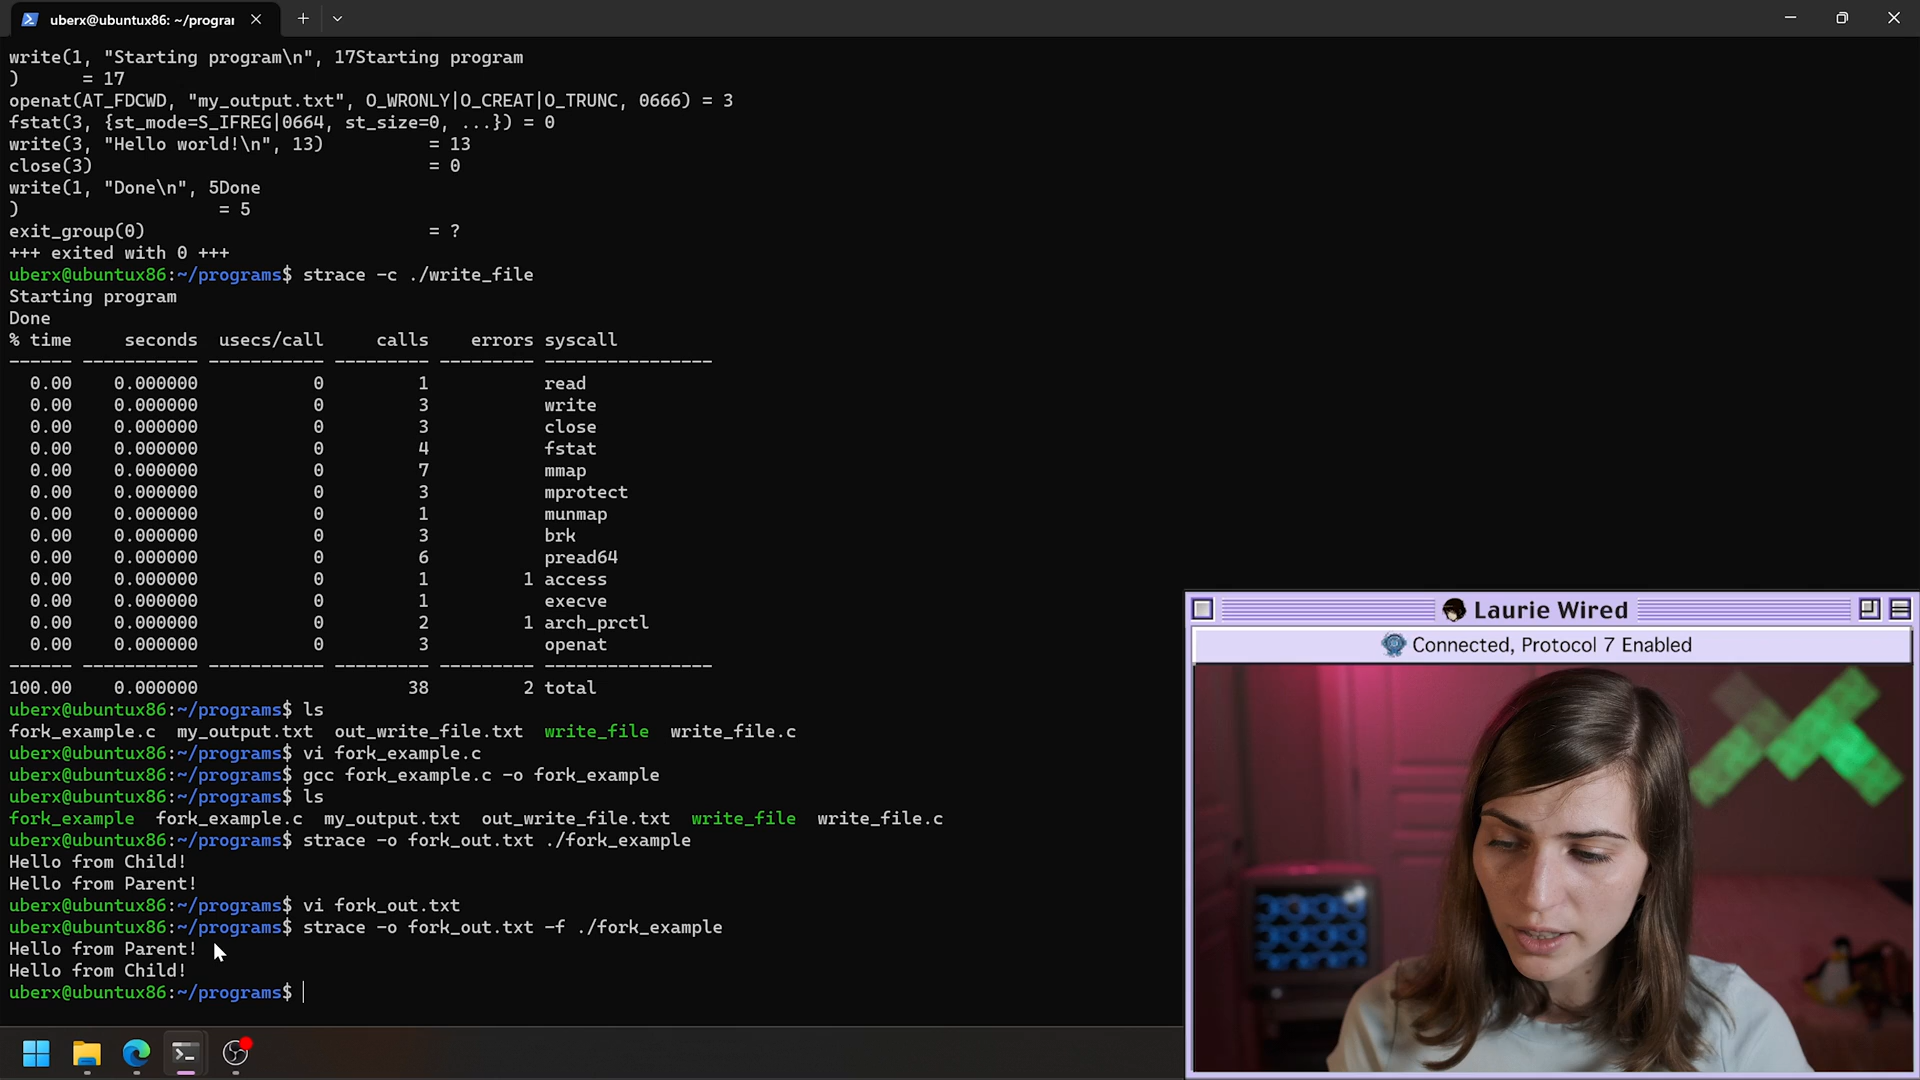 uberx@ubuntux86: ~/progra
write(1, "Starting program\n", 17Starting program
)      = 17
openat(AT_FDCWD, "my_output.txt", O_WRONLY|O_CREAT|O_TRUNC, 0666) = 3
fstat(3, {st_mode=S_IFREG|0664, st_size=0, ...}) = 0
write(3, "Hello world!\n", 13)          = 13
close(3)                                = 0
write(1, "Done\n", 5Done
)                   = 5
exit_group(0)                           = ?
+++ exited with 0 +++
uberx@ubuntux86:~/programs$ strace -c ./write_file
Starting program
Done
% time     seconds  usecs/call     calls    errors syscall
------ ----------- ----------- --------- --------- ----------------
  0.00    0.000000           0         1           read
  0.00    0.000000           0         3           write
  0.00    0.000000           0         3           close
  0.00    0.000000           0         4           fstat
  0.00    0.000000           0         7           mmap
  0.00    0.000000           0         3           mprotect
  0.00    0.000000           0         1           munmap
  0.00    0.000000           0         3           brk
  0.00    0.000000           0         6           pread64
  0.00    0.000000           0         1         1 access
  0.00    0.000000           0         1           execve
  0.00    0.000000           0         2         1 arch_prctl
  0.00    0.000000           0         3           openat
------ ----------- ----------- --------- --------- ----------------
100.00    0.000000                    38         2 total
uberx@ubuntux86:~/programs$ ls
fork_example.c  my_output.txt  out_write_file.txt  write_file  write_file.c
uberx@ubuntux86:~/programs$ vi fork_example.c
uberx@ubuntux86:~/programs$ gcc fork_example.c -o fork_example
uberx@ubuntux86:~/programs$ ls
fork_example  fork_example.c  my_output.txt  out_write_file.txt  write_file  write_file.c
uberx@ubuntux86:~/programs$ strace -o fork_out.txt ./fork_example
Hello from Child!
Hello from Parent!
uberx@ubuntux86:~/programs$ vi fork_out.txt
uberx@ubuntux86:~/programs$ strace -o fork_out.txt -f ./fork_example
Hello from Parent!
Hello from Child!
uberx@ubuntux86:~/programs$
Laurie Wired
Connected, Protocol 7 Enabled